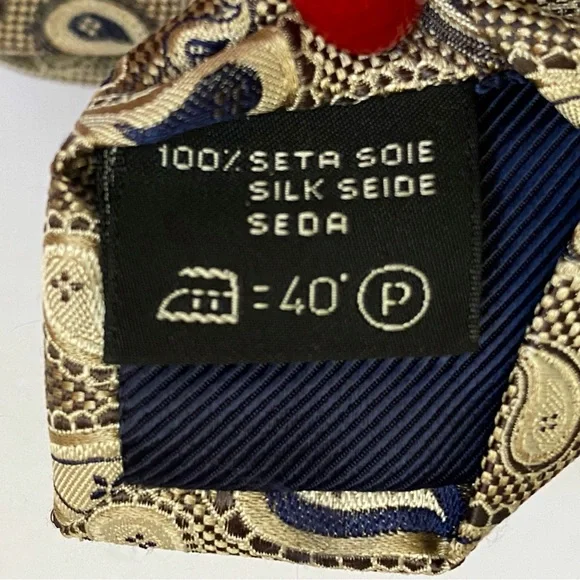 100% SETA SOIE
SILK SEIDE
SEDA
= 40° P